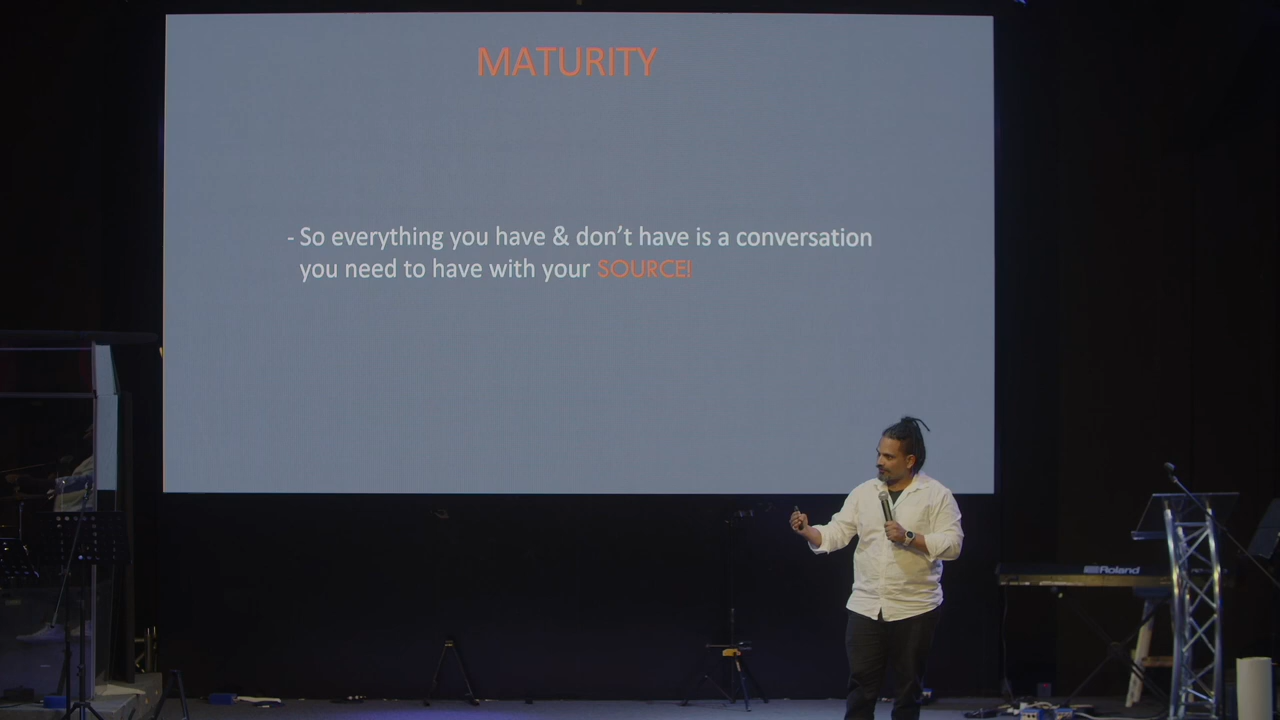 MATURITY
- So everything you have & don't have is a conversation
you need to have with your SOURCE!
Roland